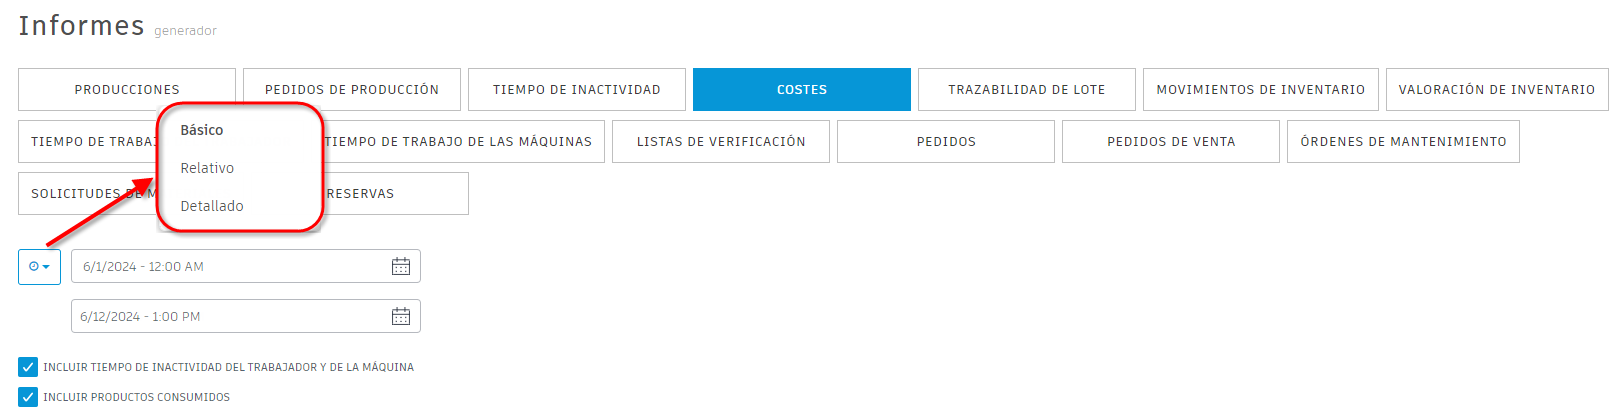 Informes generador
PRODUCCIONES PEDIDOS DE PRODUCCIÓN TIEMPO DE INACTIVIDAD COSTES TRAZABILIDAD DE LOTE MOVIMIENTOS DE INVENTARIO VALORACIÓN DE INVENTARIO
TIEMPO DE TIEMPO DE TRABAJO DE LAS MÁQUINAS LISTAS DE VERIFICACIÓN PEDIDOS PEDIDOS DE VENTA ÓRDENES DE MANTENIMIENTO
SOLICITUDES DE RESERVAS
Básico
Relativo
Detallado
6/1/2024 - 12:00 AM
6/12/2024 - 1:00 PM
INCLUIR TIEMPO DE INACTIVIDAD DEL TRABAJADOR Y DE LA MÁQUINA
INCLUIR PRODUCTOS CONSUMIDOS